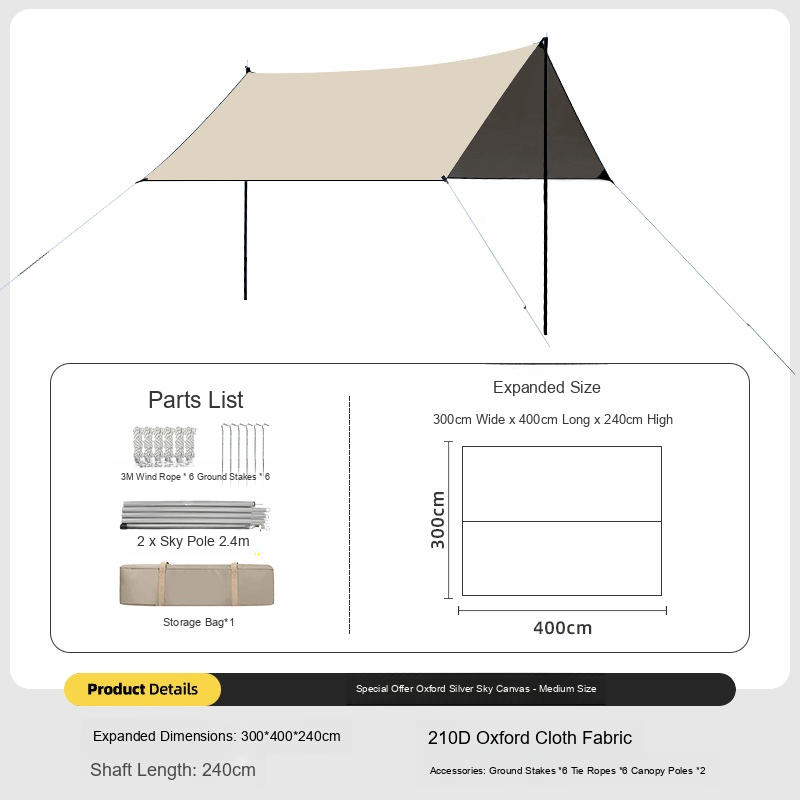 Parts List
3M Wind Rope * 6 Ground Stakes * 6
2 x Sky Pole 2.4m
Storage Bag*1
Expanded Size
300cm Wide x 400cm Long x 240cm High
300cm
400cm
Product Details
Special Offer Oxford Silver Sky Canvas - Medium Size
Expanded Dimensions: 300*400*240cm
210D Oxford Cloth Fabric
Shaft Length: 240cm
Accessories: Ground Stakes *6 Tie Ropes *6 Canopy Poles *2